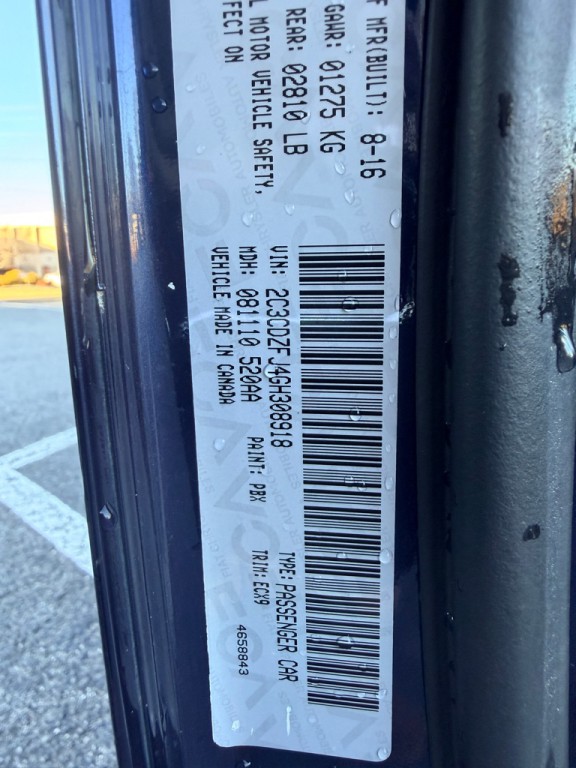 F MFR(BUILT): 8-16
GAWR: 01275 KG
REAR: 02810 LB
L MOTOR VEHICLE SAFETY,
FFECT ON
VIN: 2C3CDZFJ4GH308918 TYPE: PASSENGER CAR
MDH: 081110 520AA PAINT: PBX TRIM: ECX9
VEHICLE MADE IN CANADA 4658843